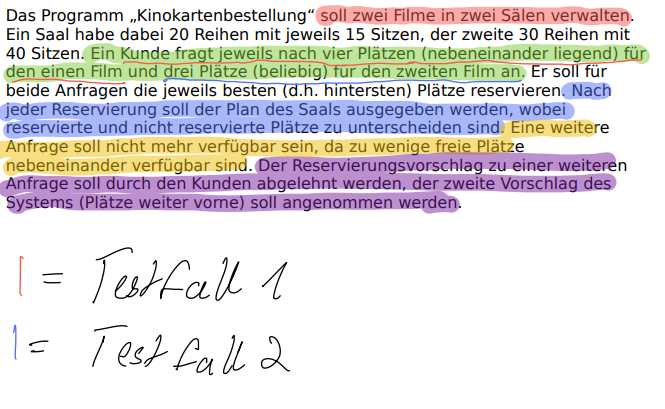 Das Programm „Kinokartenbestellung“ soll zwei Filme in zwei Sälen verwalten.
Ein Saal habe dabei 20 Reihen mit jeweils 15 Sitzen, der zweite 30 Reihen mit
40 Sitzen. Ein Kunde fragt jeweils nach vier Plätzen (nebeneinander liegend) für
den einen Film und drei Plätze (beliebig) für den zweiten Film an. Er soll für
beide Anfragen die jeweils besten (d.h. hintersten) Plätze reservieren. Nach
jeder Reservierung soll der Plan des Saals ausgegeben werden, wobei
reservierte und nicht reservierte Plätze zu unterscheiden sind. Eine weitere
Anfrage soll nicht mehr verfügbar sein, da zu wenige freie Plätze
nebeneinander verfügbar sind. Der Reservierungsvorschlag zu einer weiteren
Anfrage soll durch den Kunden abgelehnt werden, der zweite Vorschlag des
Systems (Plätze weiter vorne) soll angenommen werden.
| = Testfall 1
| = Testfall 2